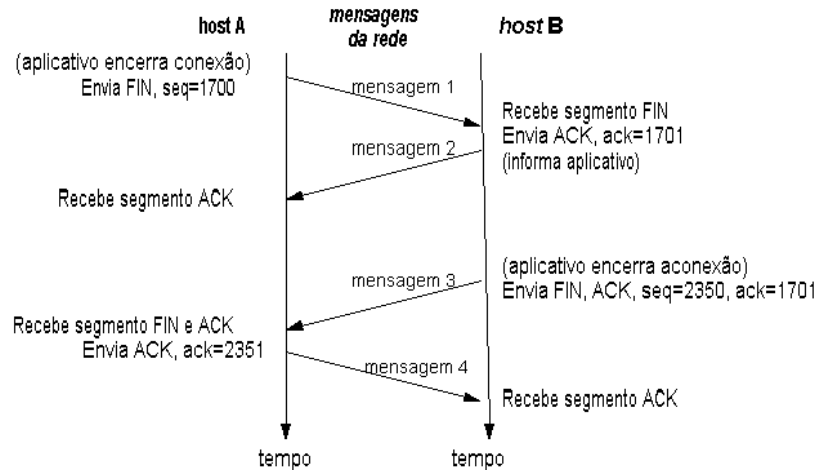 host A
mensagens
da rede
host B
(aplicativo encerra conexão)
Envia FIN, seq=1700
mensagem 1
Recebe segmento FIN
Envia ACK, ack=1701
(informa aplicativo)
mensagem 2
Recebe segmento ACK
(aplicativo encerra aconexão)
Envia FIN, ACK, seq=2350, ack=1701
mensagem 3
Recebe segmento FIN e ACK
Envia ACK, ack=2351
mensagem 4
Recebe segmento ACK
tempo
tempo